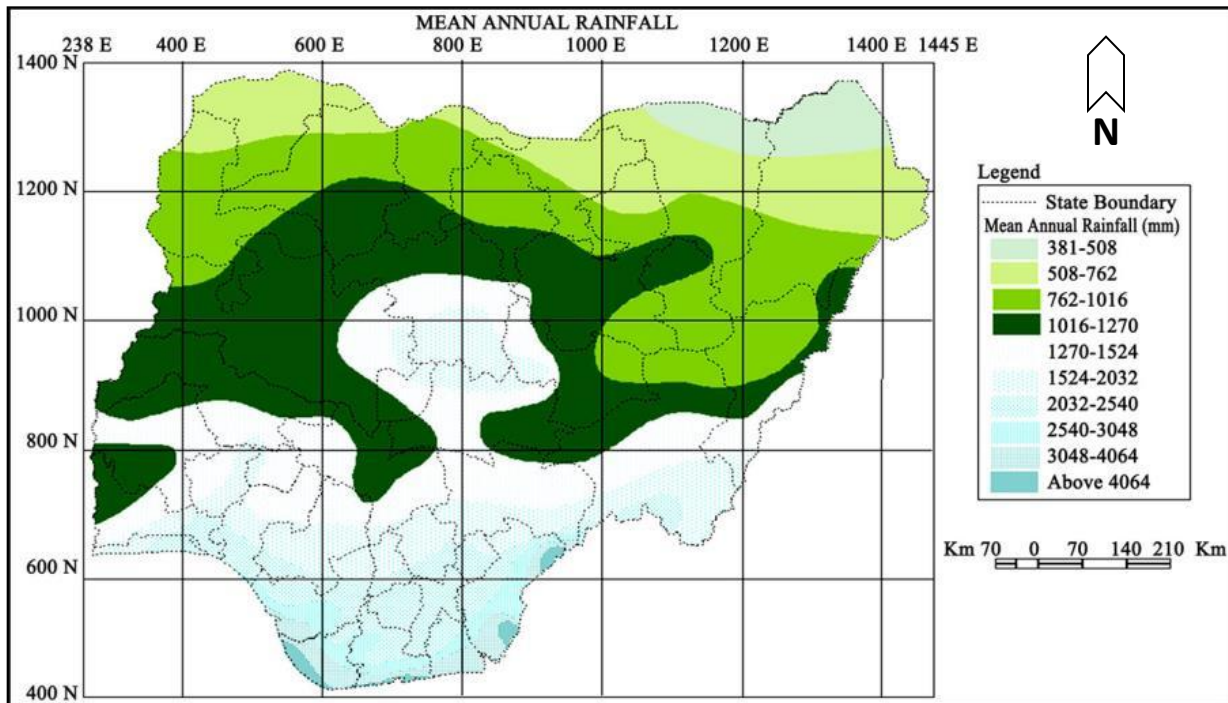 MEAN ANNUAL RAINFALL
238 E 400 E 600 E 800 E 1000 E 1200 E 1400 E 1445 E
1400 N
1200 N
1000 N
800 N
600 N
400 N
N
Legend
State Boundary
Mean Annual Rainfall (mm)
381-508
508-762
762-1016
1016-1270
1270-1524
1524-2032
2032-2540
2540-3048
3048-4064
Above 4064
Km 70 0 70 140 210 Km